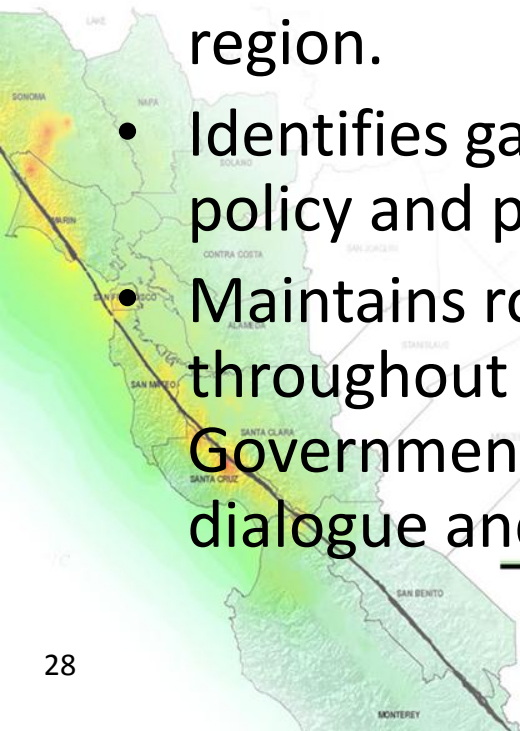 region.
LAKE
SONOMA
NAPA
• Identifies ga
SOLANO
policy and p
MARIN
CONTRA COSTA
SAN JOAQUIN
SAN FRANCISCO
• Maintains ro
ALAMEDA
STANISLAUS
SAN MATEO
throughout
SANTA CLARA
Governmen
SANTA CRUZ
dialogue and
SAN BENITO
28
MONTEREY